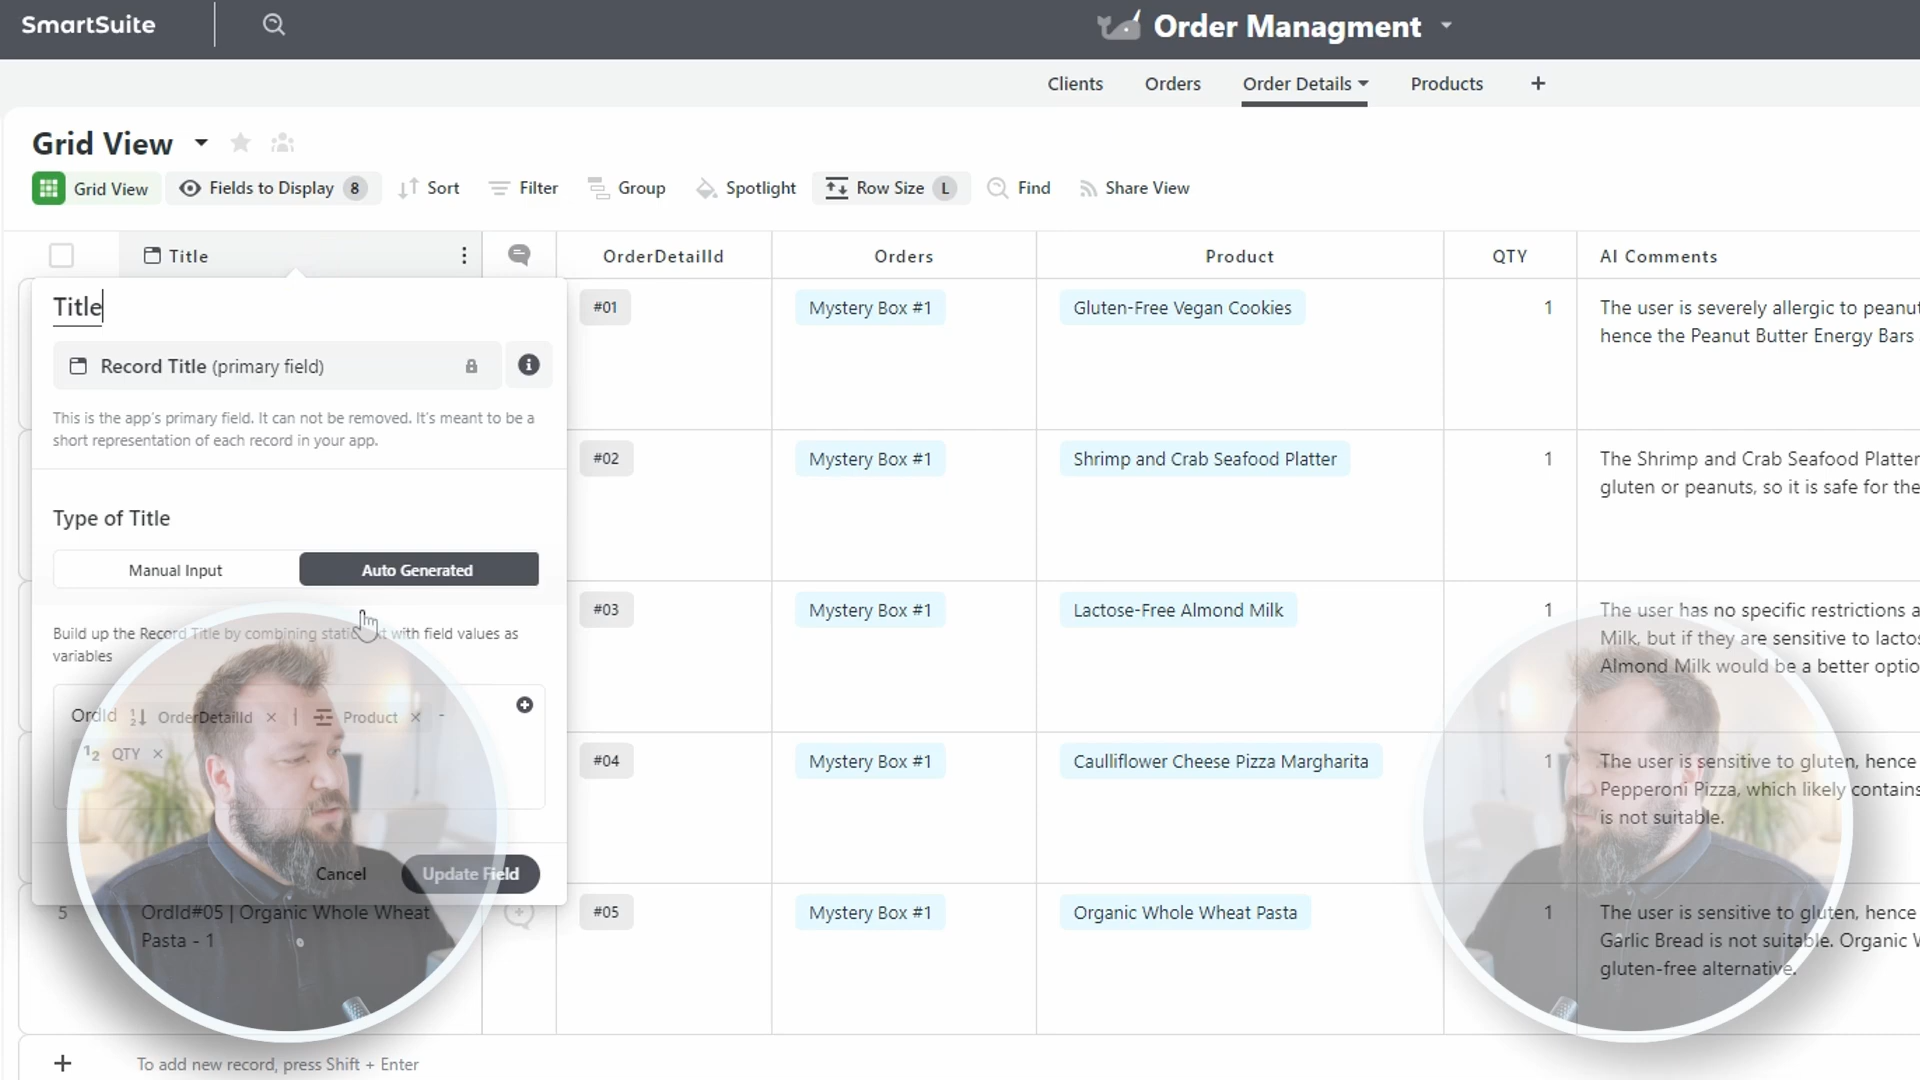 SmartSuite
Order Managment
Clients
Orders
Order Details
Products
+
Grid View
Grid View
Fields to Display 8
Sort
Filter
Group
Spotlight
Row Size L
Find
Share View
Title
OrderDetailId
Orders
Product
QTY
AI Comments
Title
Record Title (primary field)
This is the app's primary field. It can not be removed. It's meant to be a
short representation of each record in your app.
Type of Title
Manual Input
Auto Generated
Build up the Record Title by combining static text with field values as
variables
OrdId OrderDetailId × | Product × -
QTY ×
Cancel
Update Field
#01
Mystery Box #1
Gluten-Free Vegan Cookies
1
The user is severely allergic to peanut
hence the Peanut Butter Energy Bars
#02
Mystery Box #1
Shrimp and Crab Seafood Platter
1
The Shrimp and Crab Seafood Platter
gluten or peanuts, so it is safe for the
#03
Mystery Box #1
Lactose-Free Almond Milk
1
The user has no specific restrictions a
Milk, but if they are sensitive to lactos
Almond Milk would be a better optio
#04
Mystery Box #1
Caulliflower Cheese Pizza Margharita
1
The user is sensitive to gluten, hence
Pepperoni Pizza, which likely contains
is not suitable.
5
OrdId#05 | Organic Whole Wheat
Pasta - 1
#05
Mystery Box #1
Organic Whole Wheat Pasta
1
The user is sensitive to gluten, hence
Garlic Bread is not suitable. Organic W
gluten-free alternative.
+
To add new record, press Shift + Enter